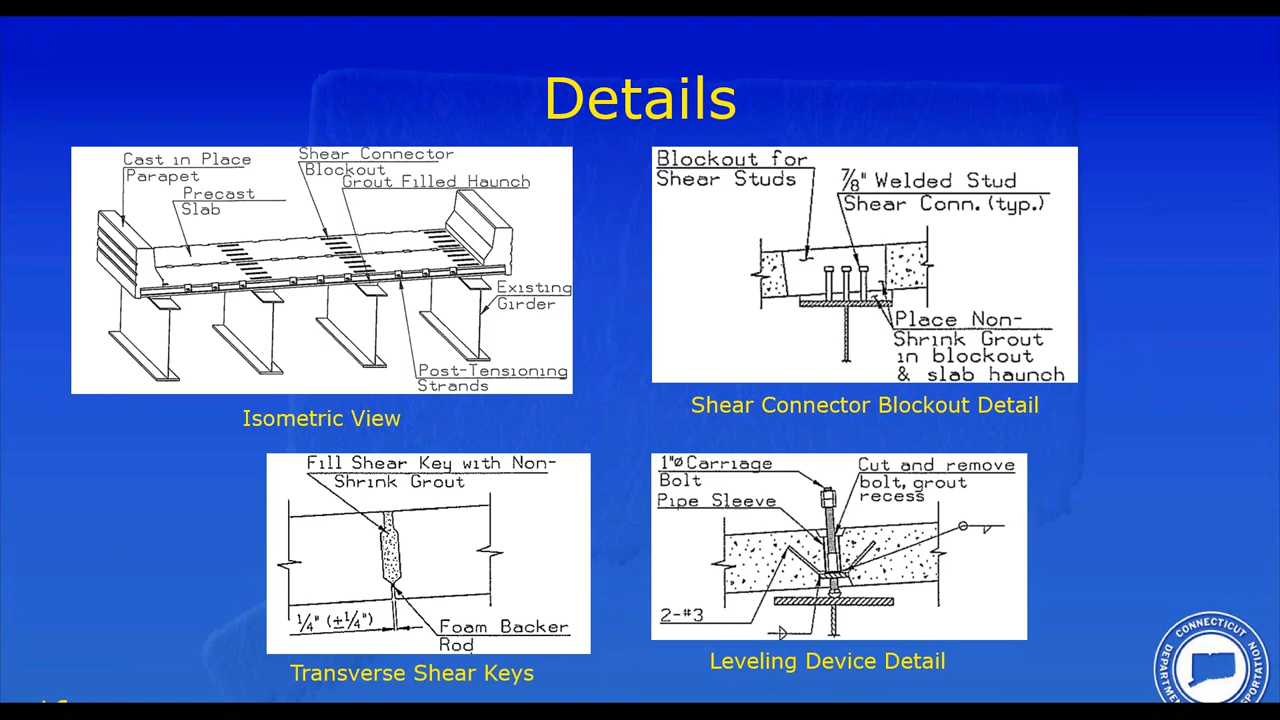 Details
Cast in Place
Parapet
Precast
Slab
Shear Connector
Blockout
Grout Filled Haunch
Existing
Girder
Post-Tensioning
Strands
Isometric View
Blockout for
Shear Studs
7/8" Welded Stud
Shear Conn. (typ.)
Place Non-
Shrink Grout
in blockout
& slab haunch
Shear Connector Blockout Detail
Fill Shear Key with Non-
Shrink Grout
1/4" (±1/4")
Foam Backer
Rod
Transverse Shear Keys
1"ø Carriage
Bolt
Pipe Sleeve
Cut and remove
bolt, grout
recess
2-#3
Leveling Device Detail
CONNECTICUT